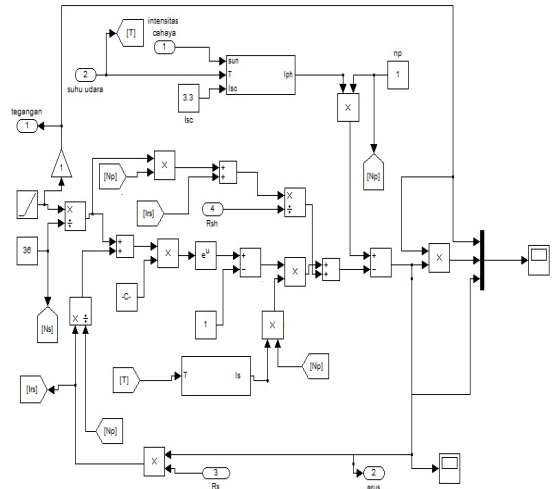 intensitas
cahaya
[T]
1
sun
T
Isc
Iph
2
suhu udara
3.3
Isc
np
1
X
[Np]
tegangan
1
1
[Np]
X
+
+
[Irs]
4
Rsh
X
÷
X
÷
36
[Ns]
+
+
X
-C-
e^u
+
-
1
X
+
+
+
-
X
X
[Np]
X ÷
[T]
T
Is
[Irs]
[Np]
X
3
Rs
2
arus